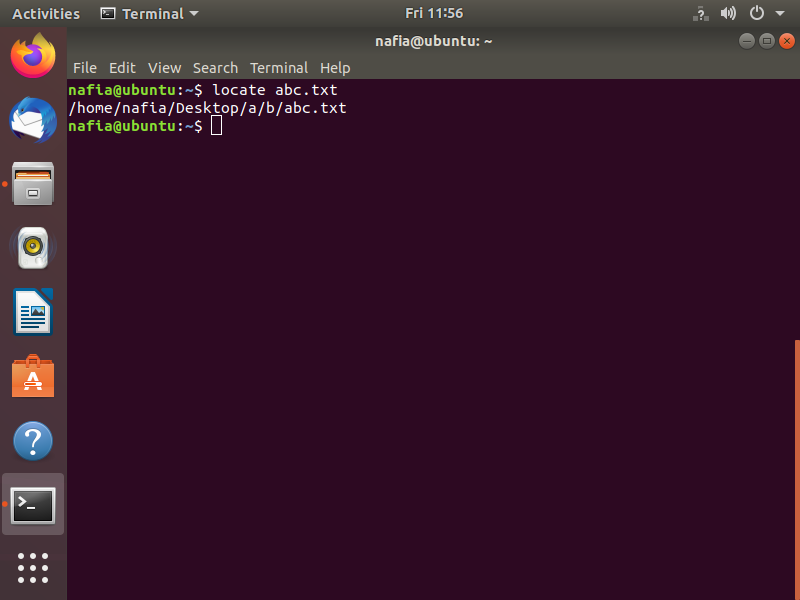 Activities Terminal Fri 11:56
nafia@ubuntu: ~
File Edit View Search Terminal Help
nafia@ubuntu:~$ locate abc.txt
/home/nafia/Desktop/a/b/abc.txt
nafia@ubuntu:~$